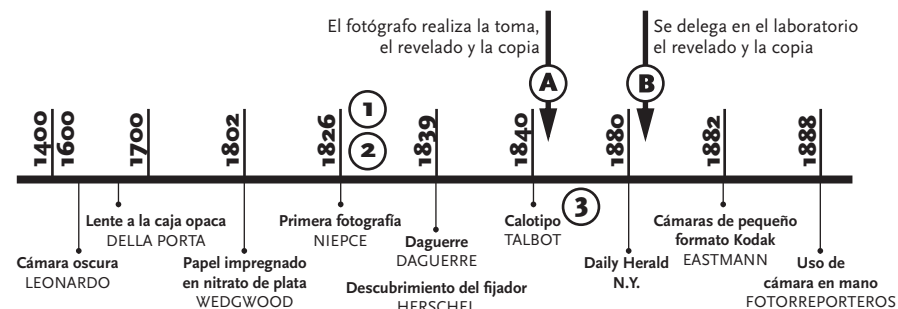 El fotógrafo realiza la toma,
el revelado y la copia
Se delega en el laboratorio
el revelado y la copia
A
B
1
2
1400
1600
1700
1802
1826
1839
1840
1880
1882
1888
3
Lente a la caja opaca
DELLA PORTA
Primera fotografía
NIEPCE
Calotipo
TALBOT
Cámaras de pequeño
formato Kodak
EASTMANN
Daguerre
DAGUERRE
Cámara oscura
LEONARDO
Papel impregnado
en nitrato de plata
WEDGWOOD
Descubrimiento del fijador
HERSCHEL
Daily Herald
N.Y.
Uso de
cámara en mano
FOTORREPORTEROS